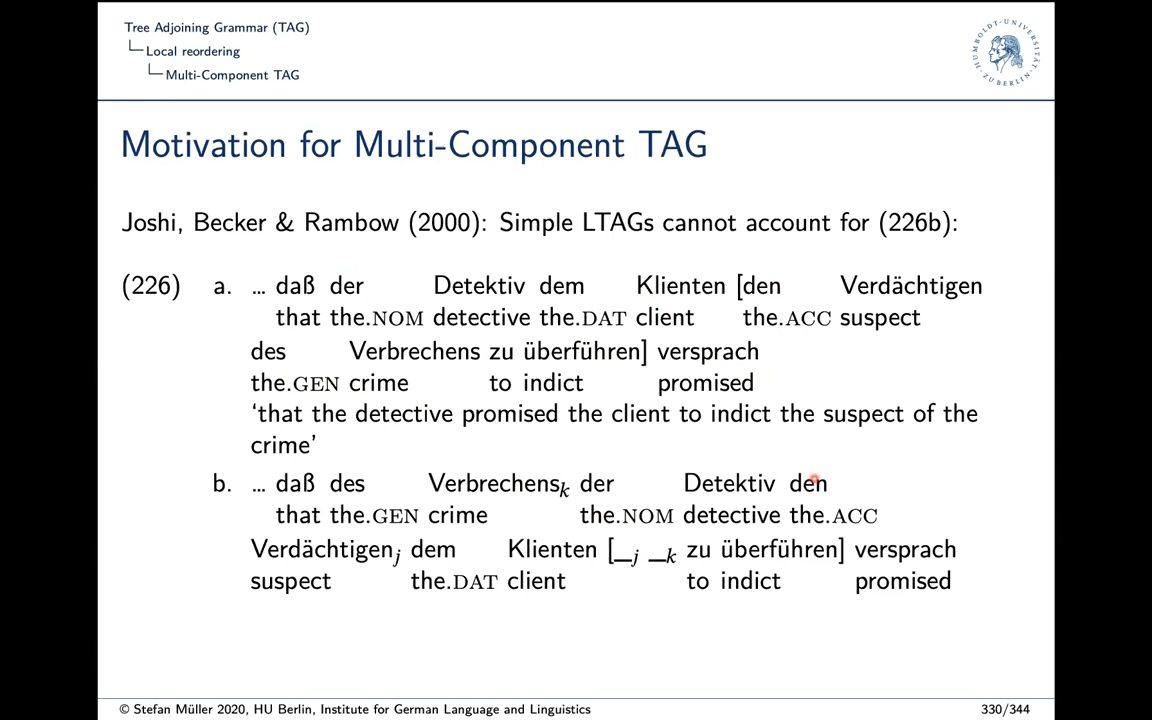 Tree Adjoining Grammar (TAG)
Local reordering
Multi-Component TAG
HUMBOLDT-UNIVERSITÄT ZU BERLIN
Motivation for Multi-Component TAG
Joshi, Becker & Rambow (2000): Simple LTAGs cannot account for (226b):
(226) a. … daß der Detektiv dem Klienten [den Verdächtigen
that the.NOM detective the.DAT client the.ACC suspect
des Verbrechens zu überführen] versprach
the.GEN crime to indict promised
‘that the detective promised the client to indict the suspect of the
crime’
b. … daß des Verbrechens_k der Detektiv den
that the.GEN crime the.NOM detective the.ACC
Verdächtigen_j dem Klienten [__j __k zu überführen] versprach
suspect the.DAT client to indict promised
© Stefan Müller 2020, HU Berlin, Institute for German Language and Linguistics 330/344